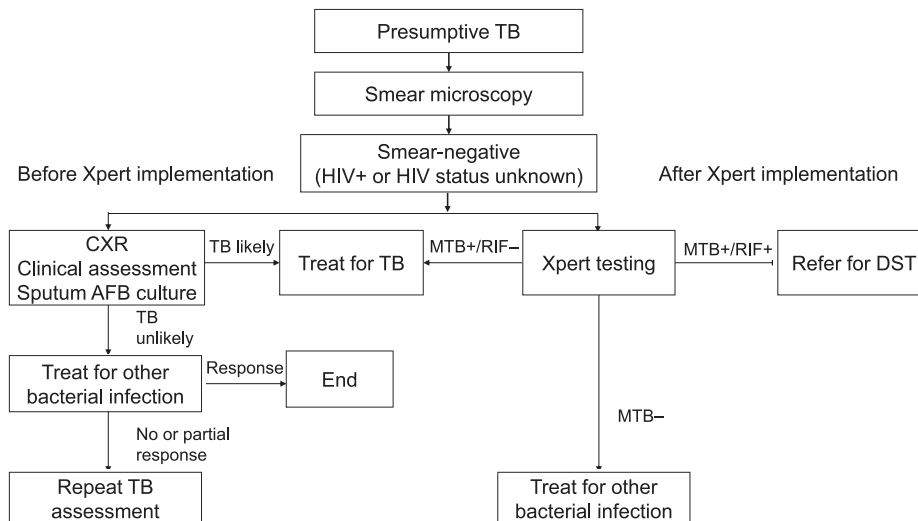 Presumptive TB
Smear microscopy
Smear-negative
(HIV+ or HIV status unknown)
Before Xpert implementation
After Xpert implementation
CXR
Clinical assessment
Sputum AFB culture
TB likely
Treat for TB
MTB+/RIF–
Xpert testing
MTB+/RIF+
Refer for DST
TB
unlikely
Treat for other
bacterial infection
Response
End
MTB–
No or partial
response
Repeat TB
assessment
Treat for other
bacterial infection